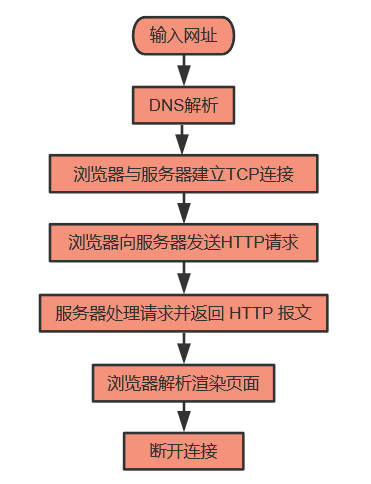 输入网址
DNS解析
浏览器与服务器建立TCP连接
浏览器向服务器发送HTTP请求
服务器处理请求并返回 HTTP 报文
浏览器解析渲染页面
断开连接